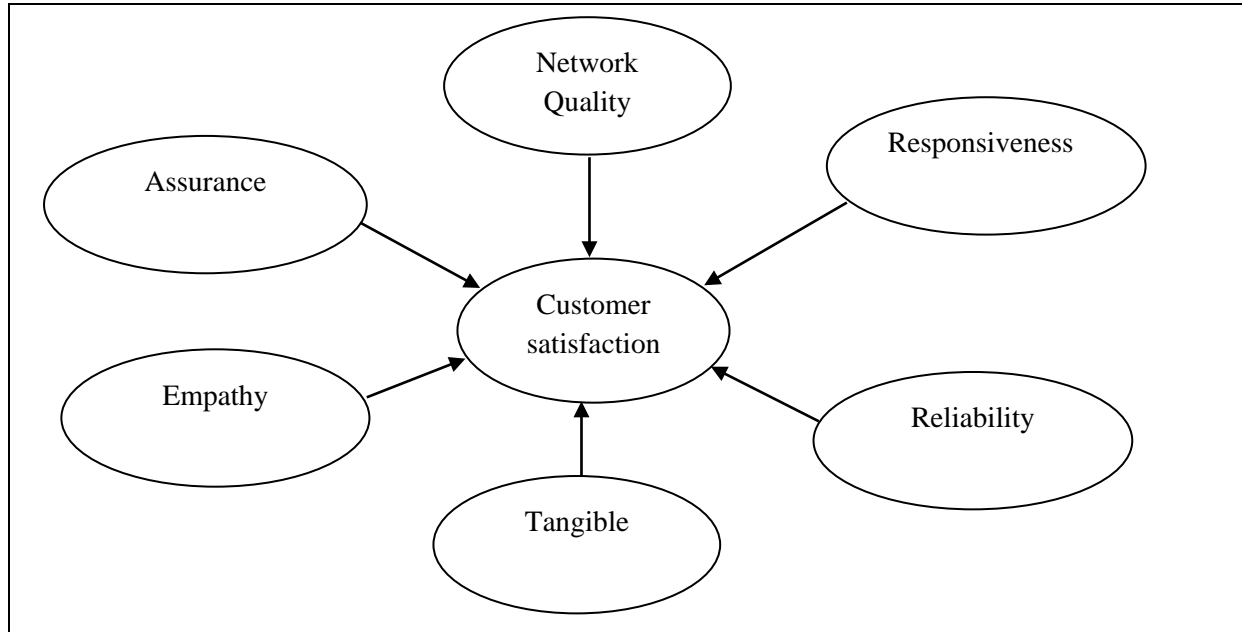 Network
Quality
Responsiveness
Assurance
Customer
satisfaction
Empathy
Reliability
Tangible